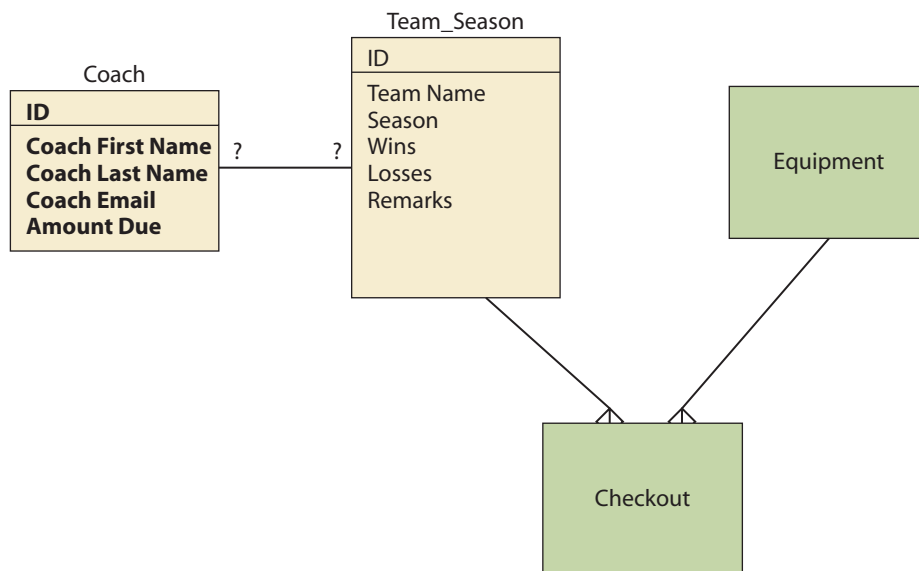 Team_Season
ID
Team Name
Season
Wins
Losses
Remarks
Coach
ID
Coach First Name
Coach Last Name
Coach Email
Amount Due
? ?
Equipment
Checkout